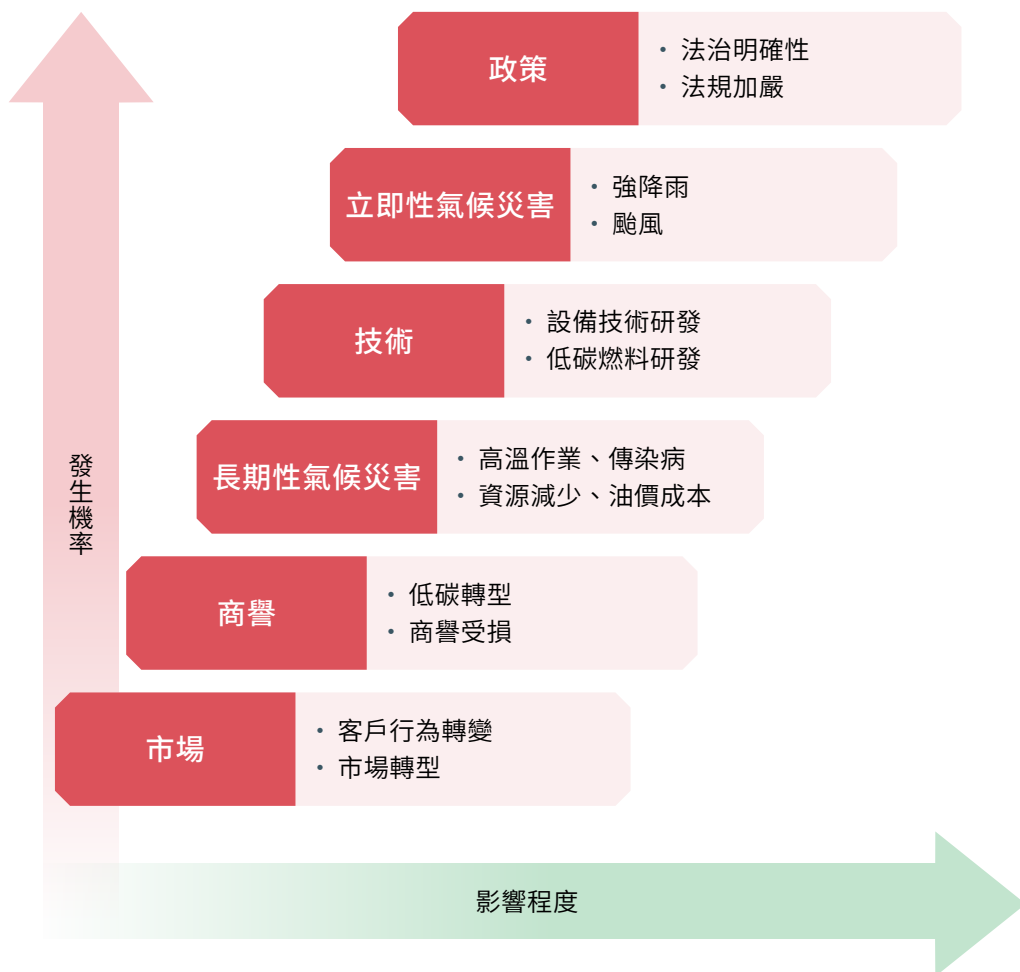 政策
・ 法治明確性
・ 法規加嚴
立即性氣候災害
・ 強降雨
・ 颱風
技術
・ 設備技術研發
・ 低碳燃料研發
長期性氣候災害
・ 高溫作業、傳染病
・ 資源減少、油價成本
商譽
・ 低碳轉型
・ 商譽受損
市場
・ 客戶行為轉變
・ 市場轉型
發生機率
影響程度